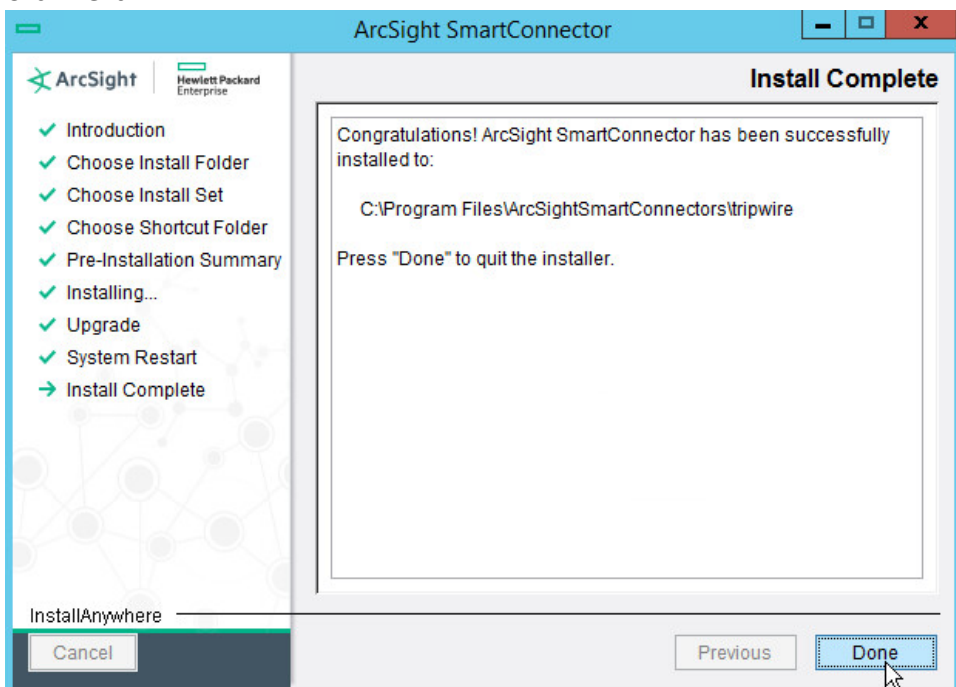 ArcSight SmartConnector
ArcSight
Hewlett Packard
Enterprise
Install Complete
Introduction
Choose Install Folder
Choose Install Set
Choose Shortcut Folder
Pre-Installation Summary
Installing...
Upgrade
System Restart
Install Complete
Congratulations! ArcSight SmartConnector has been successfully
installed to:
C:\Program Files\ArcSightSmartConnectors\tripwire
Press "Done" to quit the installer.
InstallAnywhere
Cancel
Previous
Done